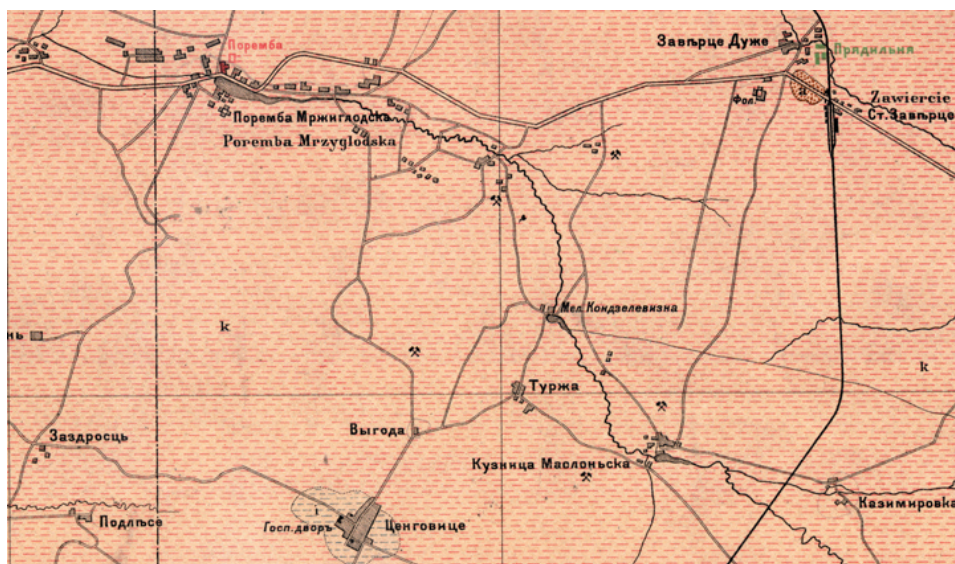 Поремба
Завѣрце Дуже
Прядильня
Фол.
а
Zawiercie
Ст. Завѣрце
Поремба Мржиглодска
Poremba Mrzyglodska
Мел. Кондзелевизна
нь
k
k
Туржа
Выгода
Заздросць
Кузница Маслоньска
Казимировка
i
Госп. дворъ
Ценговице
Подлѣсе